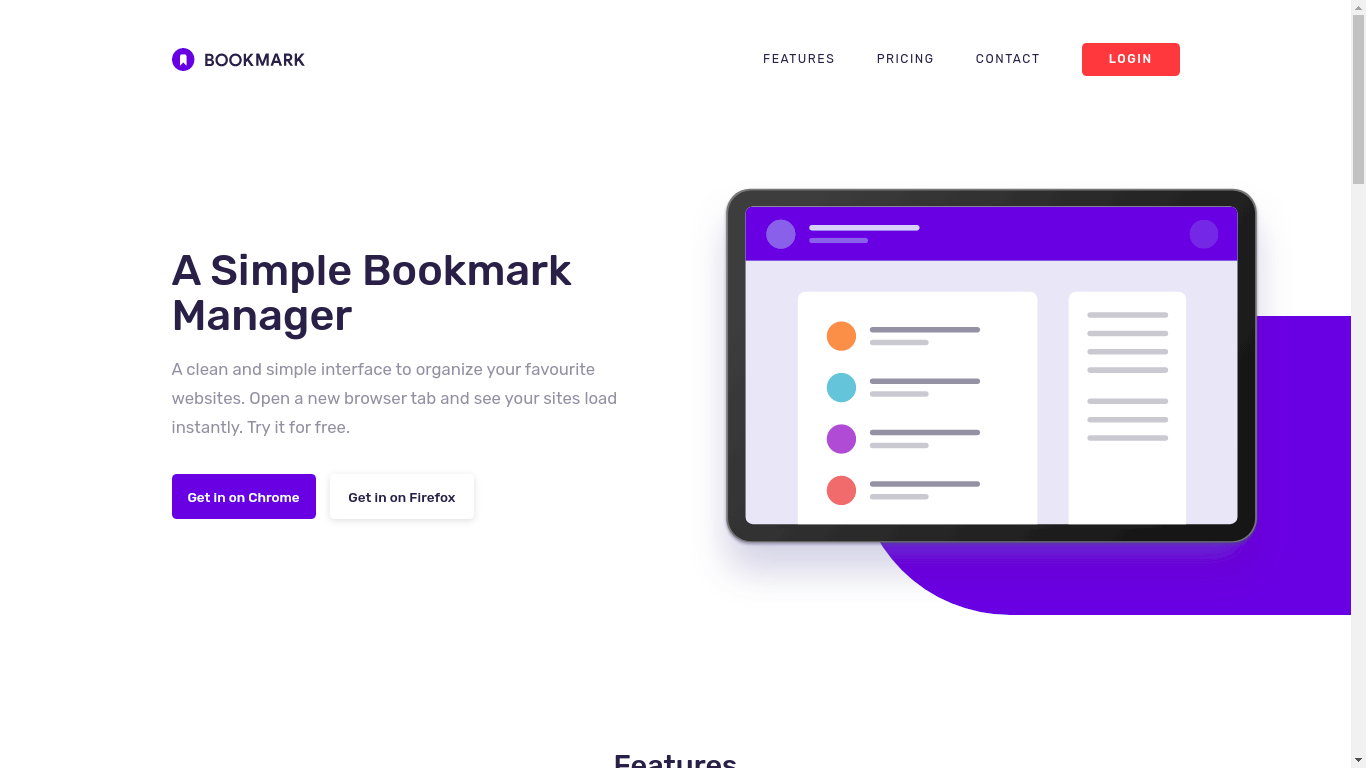 BOOKMARK
FEATURES
PRICING
CONTACT
LOGIN
A Simple Bookmark
Manager
A clean and simple interface to organize your favourite
websites. Open a new browser tab and see your sites load
instantly. Try it for free.
Get in on Chrome
Get in on Firefox
Features